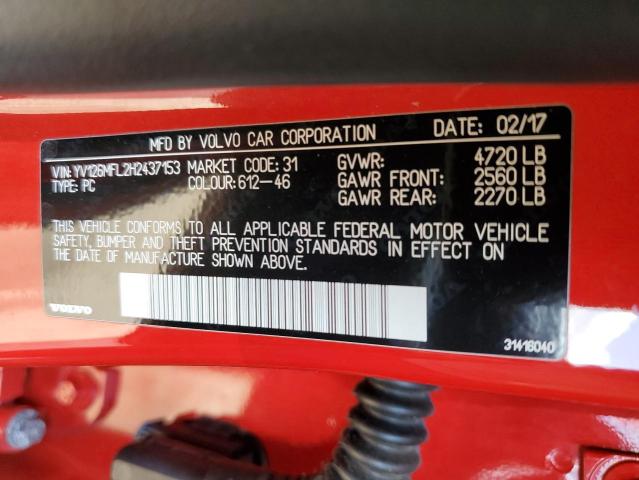 MFD BY VOLVO CAR CORPORATION DATE: 02/17
VIN: YV126MFL2H2437153 MARKET CODE: 31 GVWR: 4720 LB
TYPE: PC COLOUR: 612-46 GAWR FRONT: 2560 LB
GAWR REAR: 2270 LB
THIS VEHICLE CONFORMS TO ALL APPLICABLE FEDERAL MOTOR VEHICLE
SAFETY, BUMPER AND THEFT PREVENTION STANDARDS IN EFFECT ON
THE DATE OF MANUFACTURE SHOWN ABOVE.
VOLVO 31416040